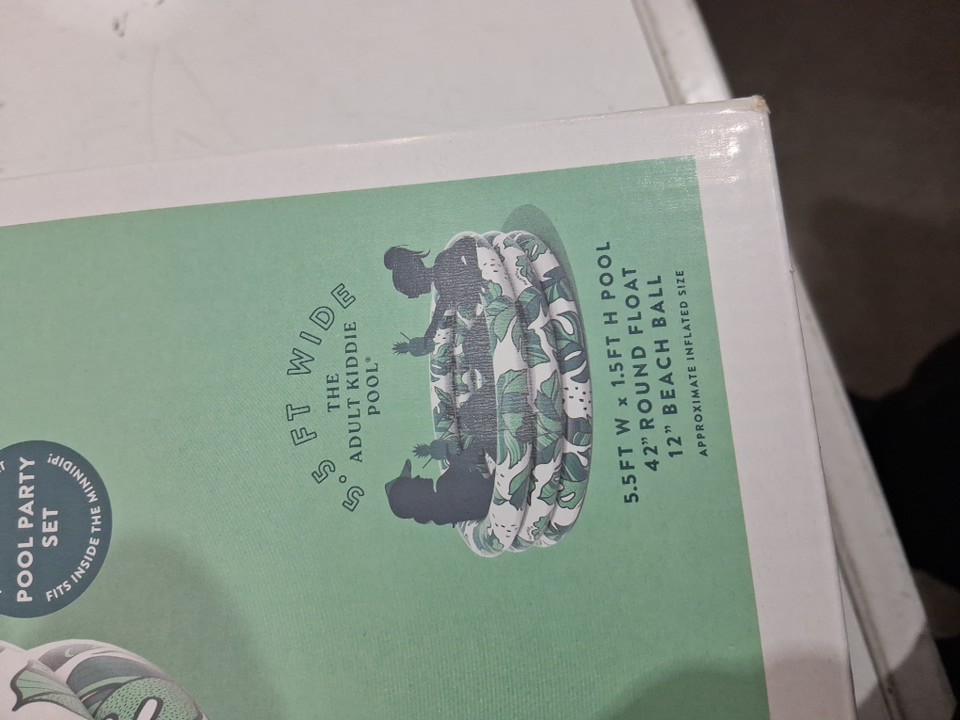 5.5 FT WIDE
THE
ADULT KIDDIE
POOL®
5.5FT W x 1.5FT H POOL
42” ROUND FLOAT
12” BEACH BALL
APPROXIMATE INFLATED SIZE
POOL PARTY
SET
FITS INSIDE THE MINNIDIP!